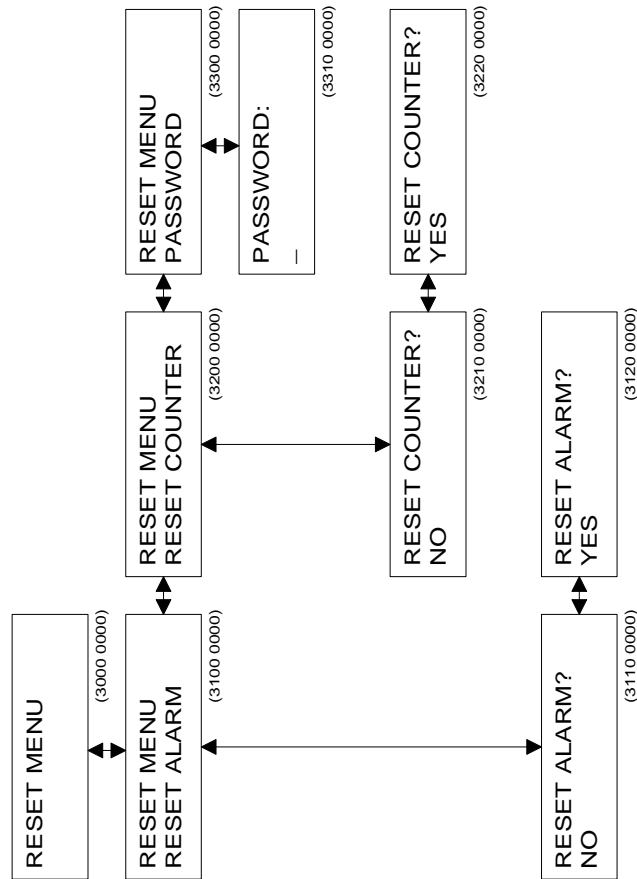 RESET MENU
(3000 0000)
RESET MENU
RESET ALARM
(3100 0000)
RESET MENU
RESET COUNTER
(3200 0000)
RESET MENU
PASSWORD
(3300 0000)
PASSWORD:
_
(3310 0000)
RESET COUNTER?
NO
(3210 0000)
RESET COUNTER?
YES
(3220 0000)
RESET ALARM?
NO
(3110 0000)
RESET ALARM?
YES
(3120 0000)